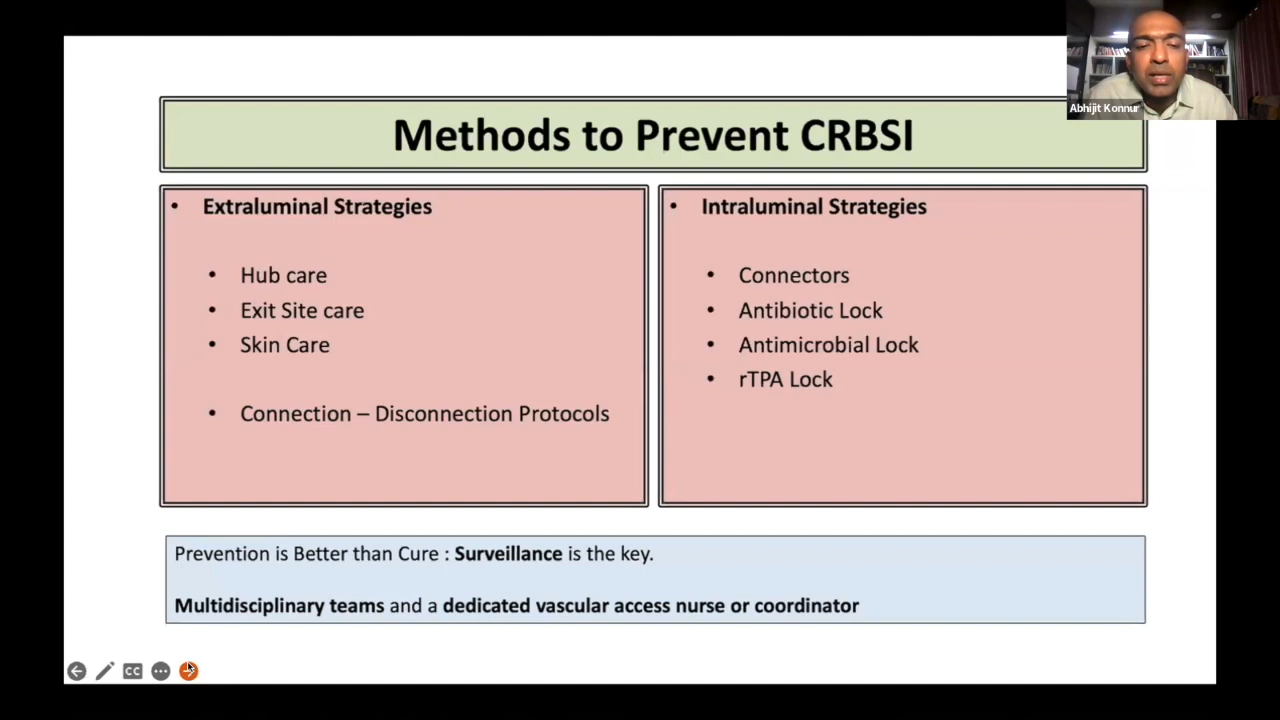 Abhijit Konnur
Methods to Prevent CRBSI
• Extraluminal Strategies
• Hub care
• Exit Site care
• Skin Care
• Connection – Disconnection Protocols
• Intraluminal Strategies
• Connectors
• Antibiotic Lock
• Antimicrobial Lock
• rTPA Lock
Prevention is Better than Cure : Surveillance is the key.
Multidisciplinary teams and a dedicated vascular access nurse or coordinator
CC